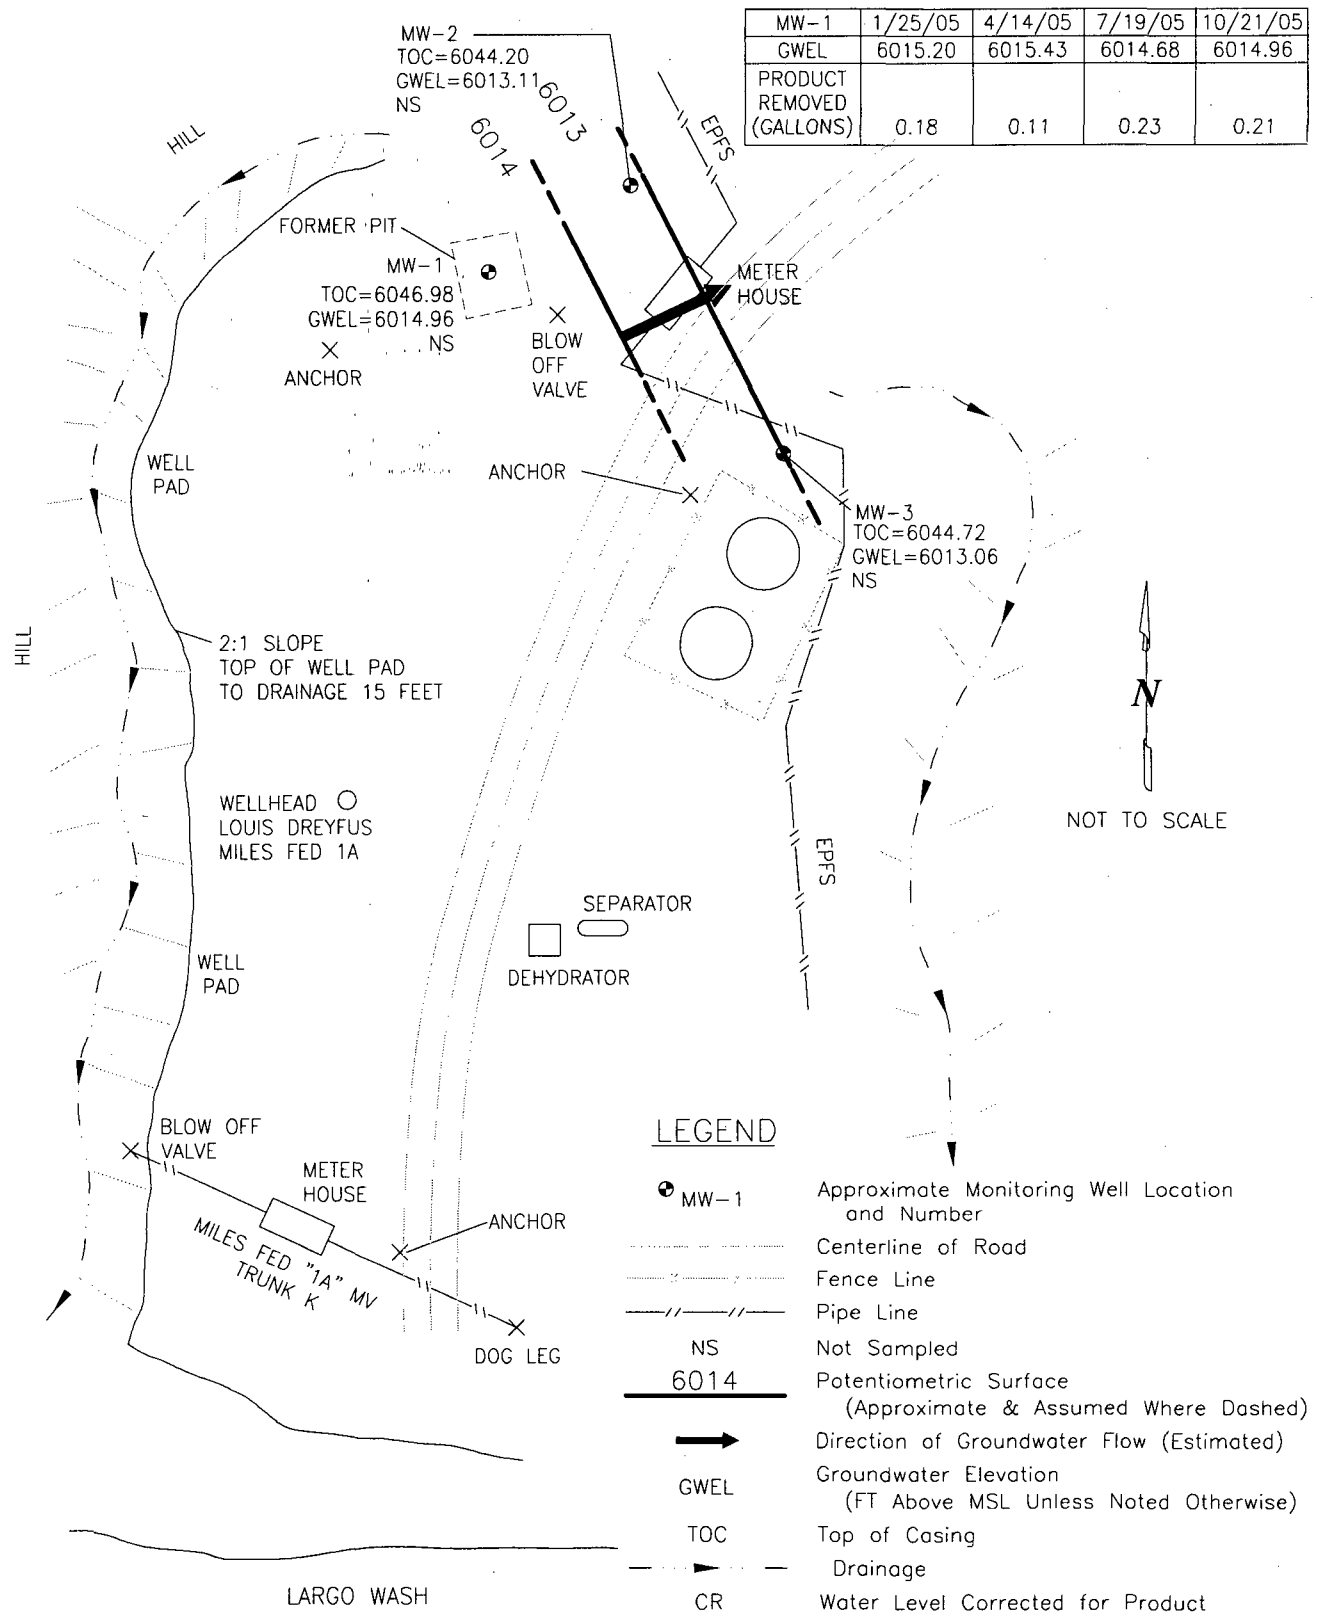 MW-1 1/25/05 4/14/05 7/19/05 10/21/05
GWEL 6015.20 6015.43 6014.68 6014.96
PRODUCT
REMOVED
(GALLONS) 0.18 0.11 0.23 0.21
MW-2
TOC=6044.20
GWEL=6013.11
NS
6013
6014
EPFS
HILL
FORMER PIT
MW-1
TOC=6046.98
GWEL=6014.96
NS
METER
HOUSE
BLOW
OFF
VALVE
ANCHOR
WELL
PAD
ANCHOR
MW-3
TOC=6044.72
GWEL=6013.06
NS
HILL
2:1 SLOPE
TOP OF WELL PAD
TO DRAINAGE 15 FEET
N
NOT TO SCALE
WELLHEAD
LOUIS DREYFUS
MILES FED 1A
EPFS
SEPARATOR
DEHYDRATOR
WELL
PAD
BLOW OFF
VALVE
METER
HOUSE
ANCHOR
MILES FED "1A" MV
TRUNK K
DOG LEG
LARGO WASH
LEGEND
MW-1 Approximate Monitoring Well Location
and Number
Centerline of Road
Fence Line
Pipe Line
NS Not Sampled
6014 Potentiometric Surface
(Approximate & Assumed Where Dashed)
Direction of Groundwater Flow (Estimated)
GWEL Groundwater Elevation
(FT Above MSL Unless Noted Otherwise)
TOC Top of Casing
Drainage
CR Water Level Corrected for Product